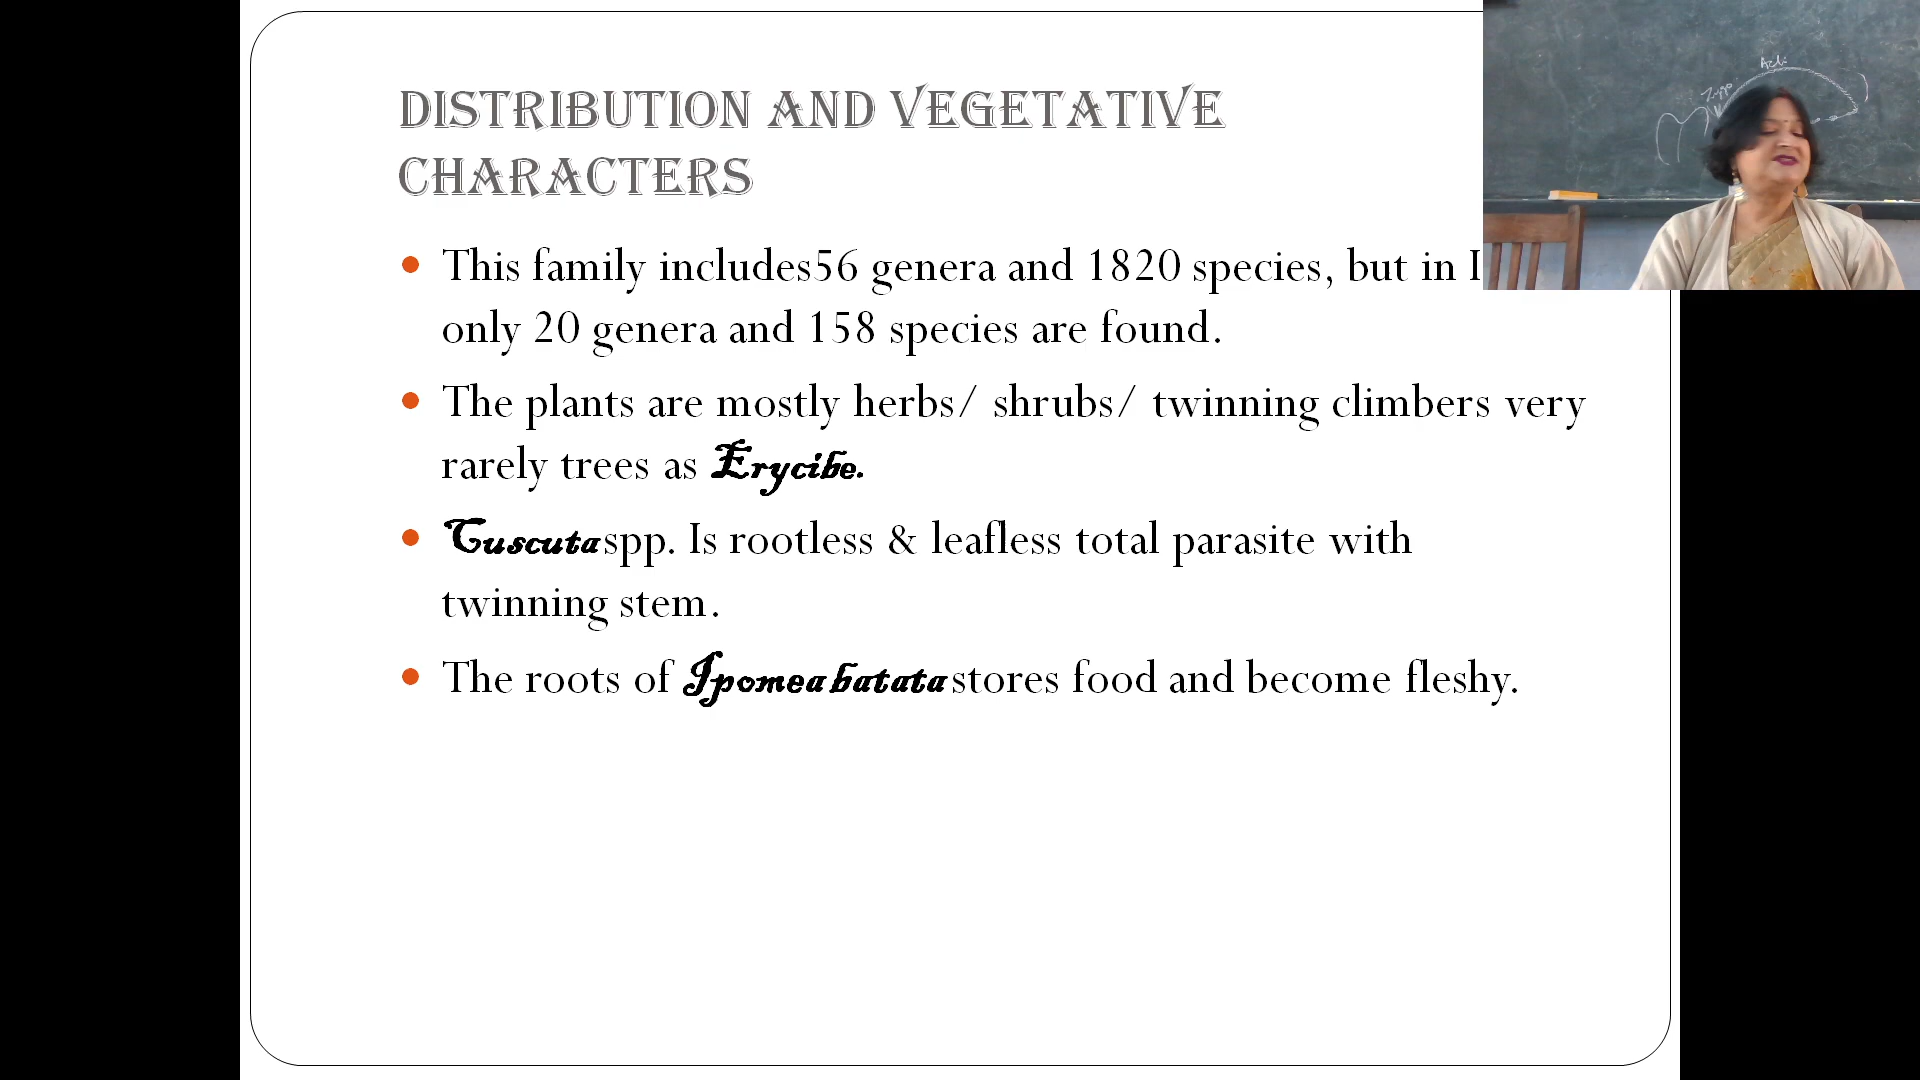 DISTRIBUTION AND VEGETATIVE
CHARACTERS
• This family includes56 genera and 1820 species, but in I
only 20 genera and 158 species are found.
• The plants are mostly herbs/ shrubs/ twinning climbers very
rarely trees as Erycibe.
• Cuscuta spp. Is rootless & leafless total parasite with
twinning stem.
• The roots of Ipomea batata stores food and become fleshy.